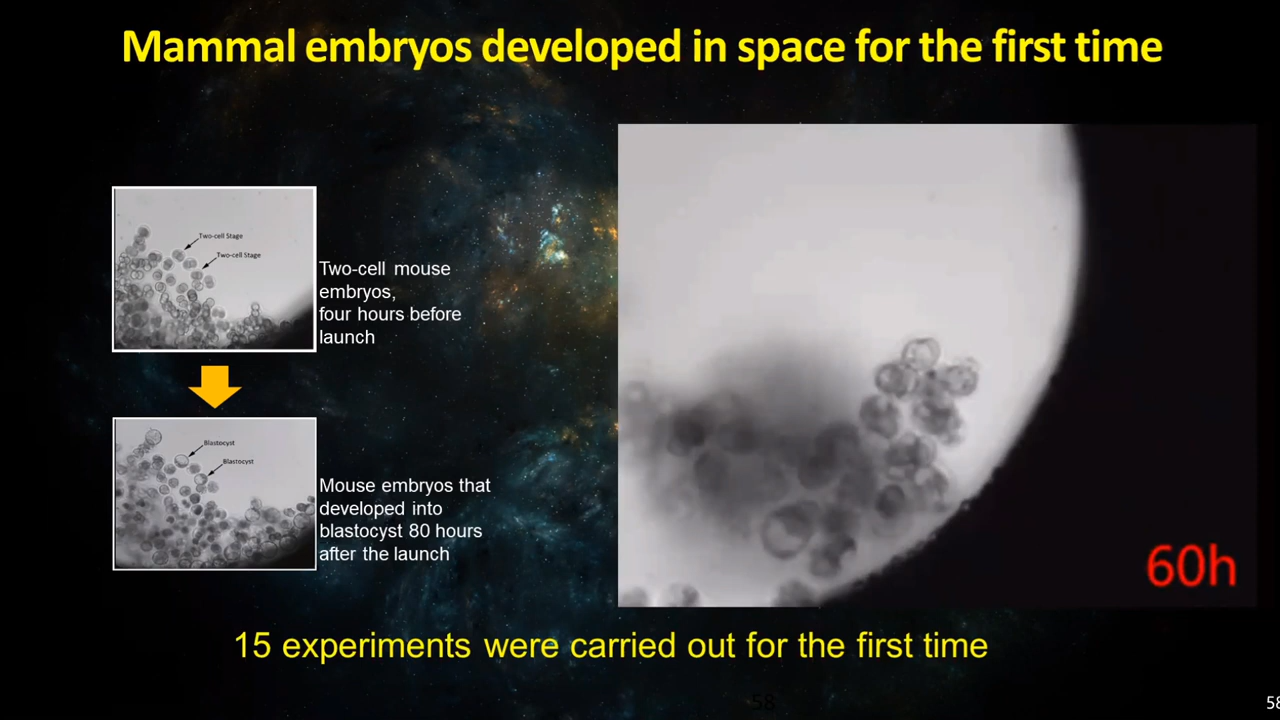 Mammal embryos developed in space for the first time
Two-cell Stage
Two-cell Stage
Two-cell mouse
embryos,
four hours before
launch
Blastocyst
Blastocyst
Mouse embryos that
developed into
blastocyst 80 hours
after the launch
60h
15 experiments were carried out for the first time
58
58